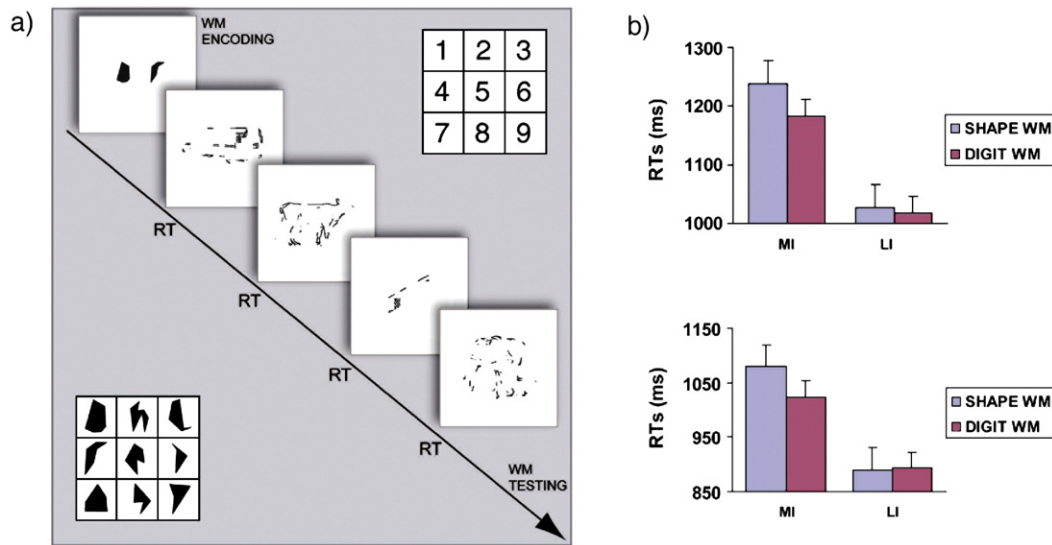 a)
WM
ENCODING
1 2 3
4 5 6
7 8 9
RT
RT
RT
RT
WM
TESTING
b)
1300
1200
1100
1000
RTs (ms)
MI LI
SHAPE WM
DIGIT WM
1150
1050
950
850
RTs (ms)
MI LI
SHAPE WM
DIGIT WM